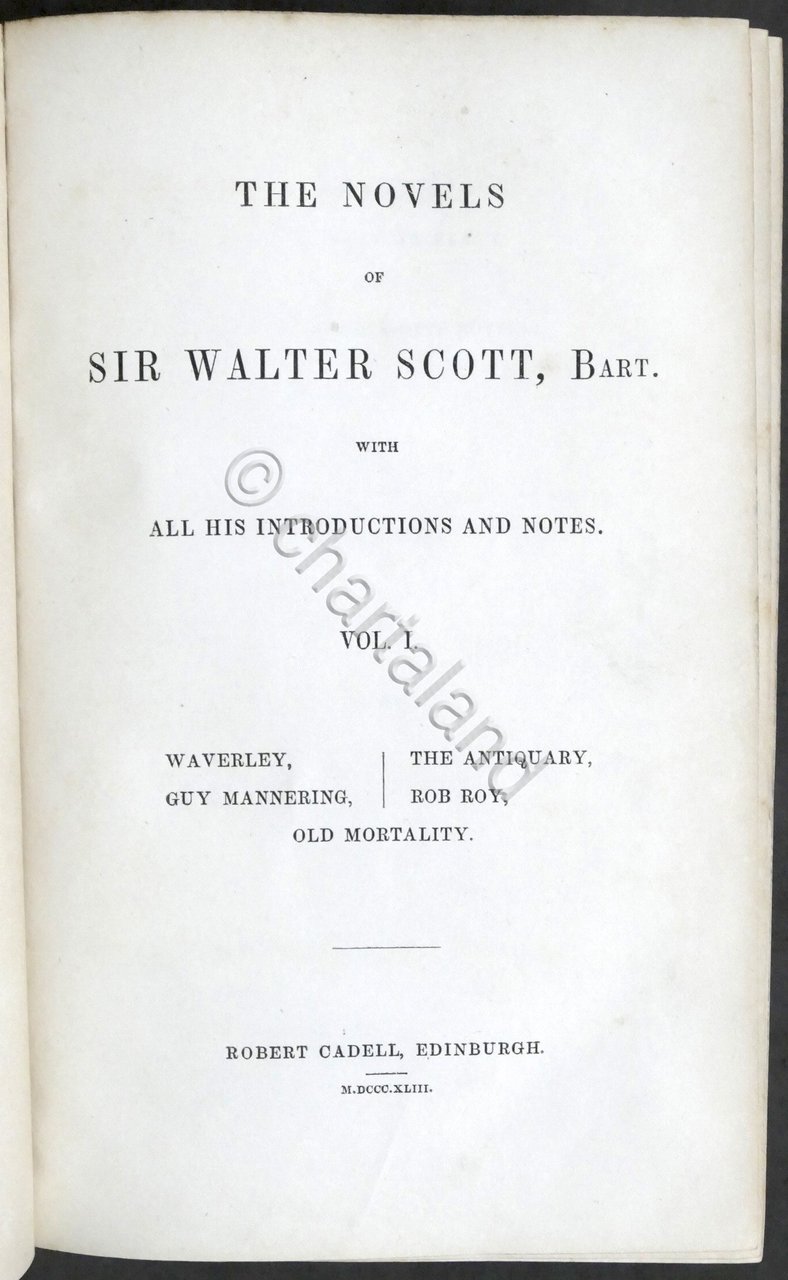 THE NOVELS
OF
SIR WALTER SCOTT, BART.
WITH
ALL HIS INTRODUCTIONS AND NOTES.
VOL. I.
WAVERLEY,
GUY MANNERING,
THE ANTIQUARY,
ROB ROY,
OLD MORTALITY.
ROBERT CADELL, EDINBURGH.
M.DCCC.XLIII.
© chartaland